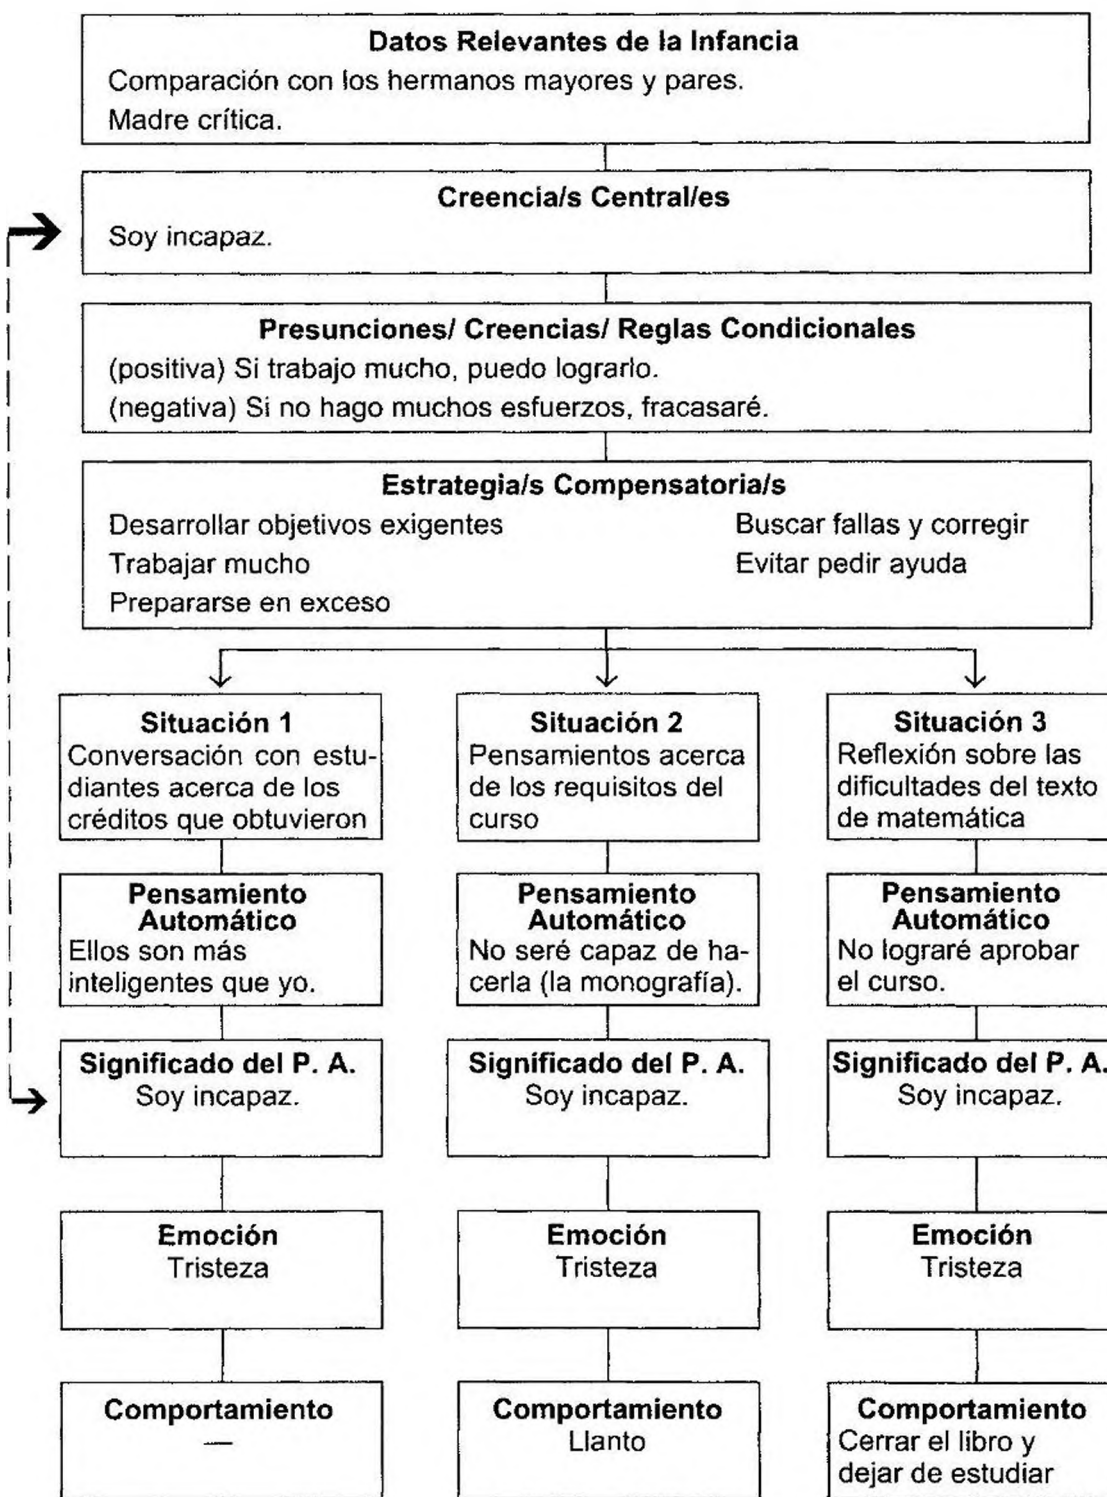 Datos Relevantes de la Infancia
Comparación con los hermanos mayores y pares.
Madre crítica.
Creencia/s Central/es
Soy incapaz.
Presunciones/ Creencias/ Reglas Condicionales
(positiva) Si trabajo mucho, puedo lograrlo.
(negativa) Si no hago muchos esfuerzos, fracasaré.
Estrategia/s Compensatoria/s
Desarrollar objetivos exigentes
Trabajar mucho
Prepararse en exceso
Buscar fallas y corregir
Evitar pedir ayuda
Situación 1
Conversación con estu-
diantes acerca de los
créditos que obtuvieron
Pensamiento
Automático
Ellos son más
inteligentes que yo.
Significado del P. A.
Soy incapaz.
Emoción
Tristeza
Comportamiento
—
Situación 2
Pensamientos acerca
de los requisitos del
curso
Pensamiento
Automático
No seré capaz de ha-
cerla (la monografía).
Significado del P. A.
Soy incapaz.
Emoción
Tristeza
Comportamiento
Llanto
Situación 3
Reflexión sobre las
dificultades del texto
de matemática
Pensamiento
Automático
No lograré aprobar
el curso.
Significado del P. A.
Soy incapaz.
Emoción
Tristeza
Comportamiento
Cerrar el libro y
dejar de estudiar